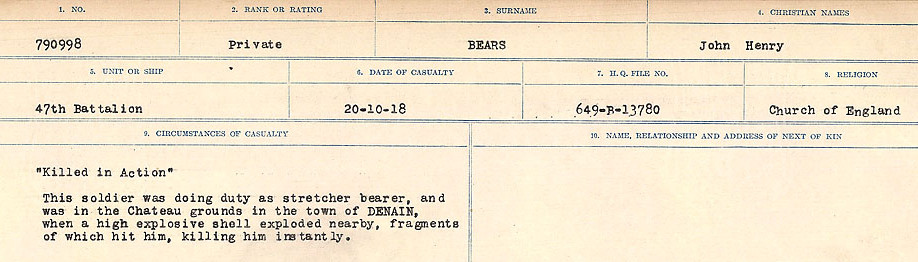 1. NO. 2. RANK OR RATING 3. SURNAME 4. CHRISTIAN NAMES
790998 Private BEARS John Henry
5. UNIT OR SHIP 6. DATE OF CASUALTY 7. H.Q. FILE NO. 8. RELIGION
47th Battalion 20-10-18 649-B-13780 Church of England
9. CIRCUMSTANCES OF CASUALTY 10. NAME, RELATIONSHIP AND ADDRESS OF NEXT OF KIN
"Killed in Action"
This soldier was doing duty as stretcher bearer, and
was in the Chateau grounds in the town of DENAIN,
when a high explosive shell exploded nearby, fragments
of which hit him, killing him instantly.